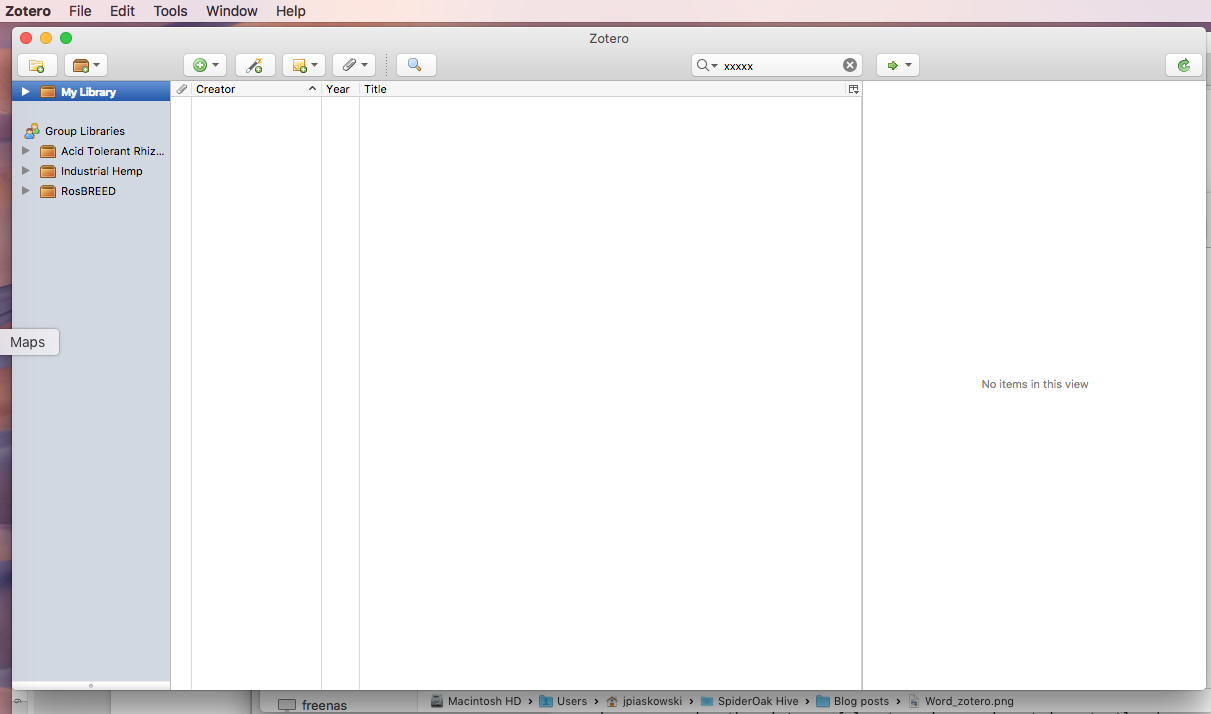 Zotero File Edit Tools Window Help
Zotero
xxxxx
My Library
Creator Year Title
Group Libraries
Acid Tolerant Rhiz...
Industrial Hemp
RosBREED
Maps
No items in this view
freenas
Macintosh HD › Users › jpiaskowski › SpiderOak Hive › Blog posts › Word_zotero.png